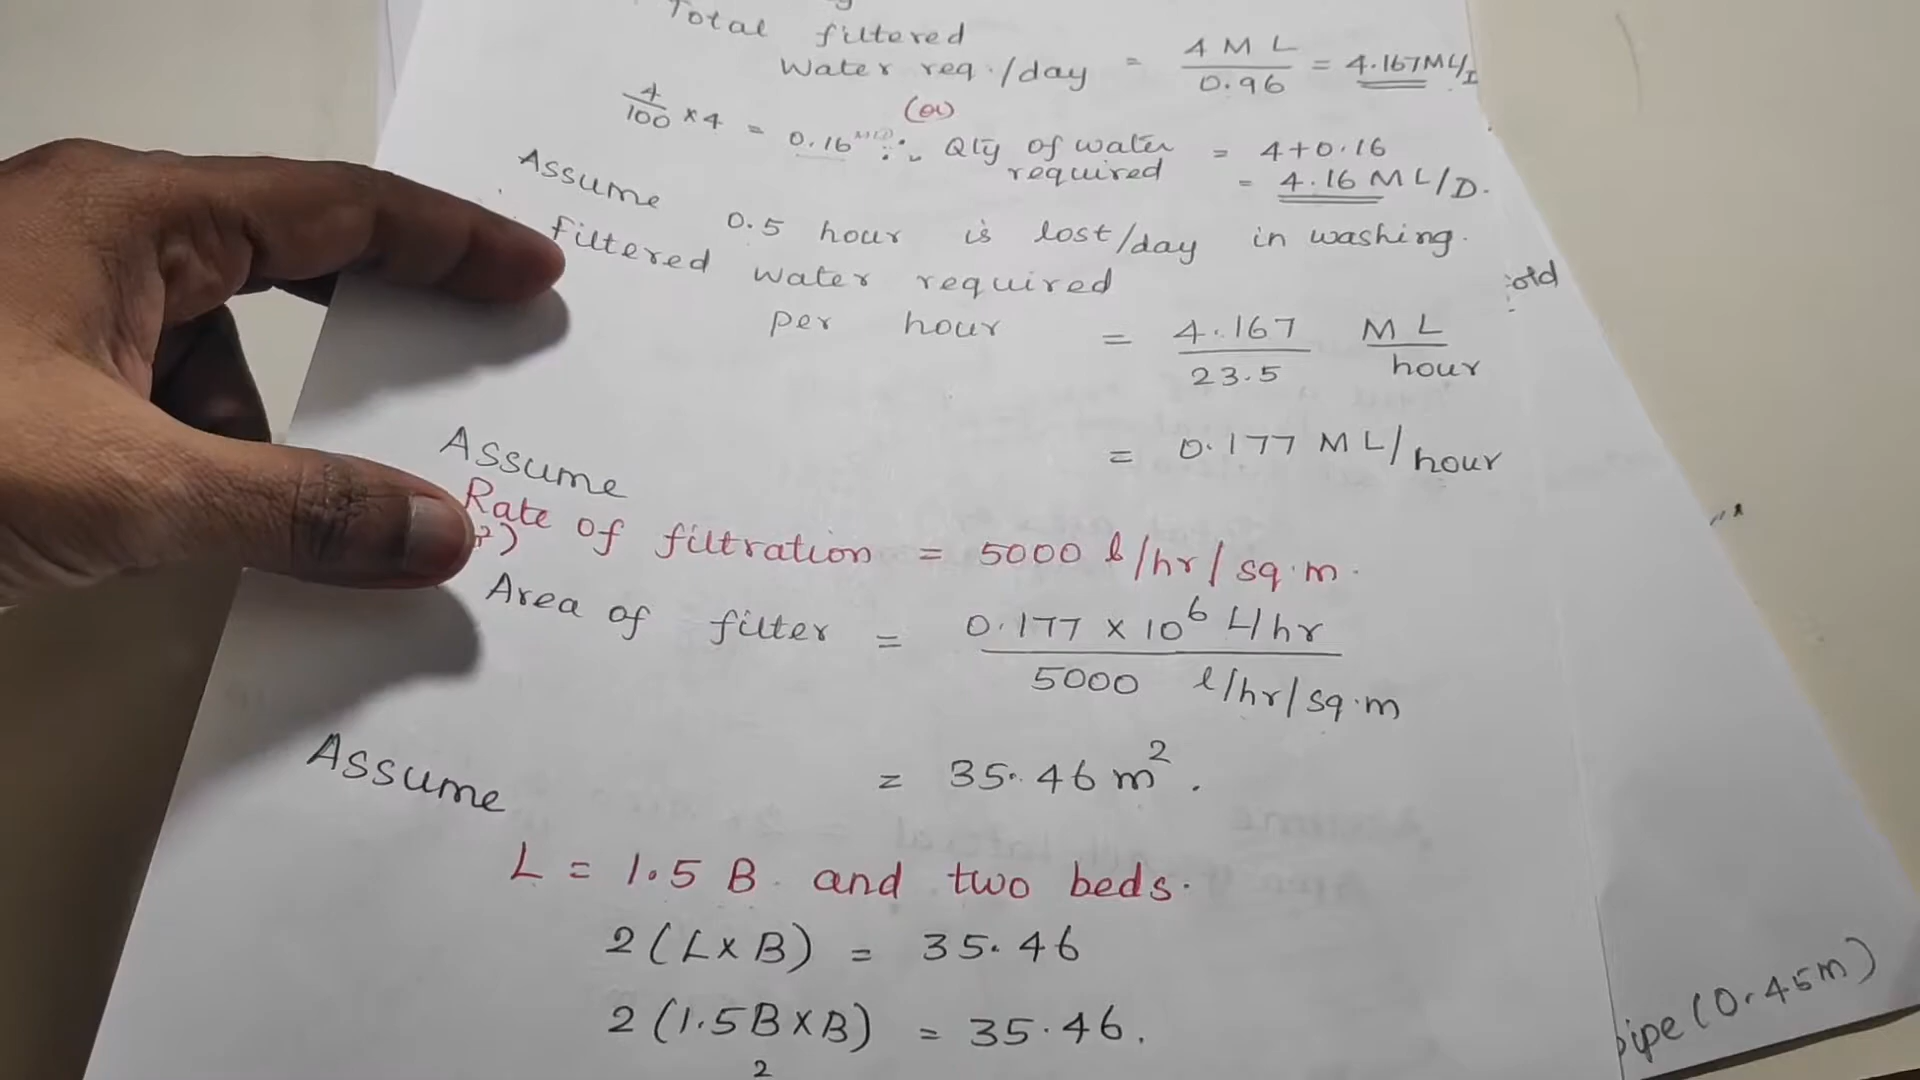 Total filtered
Water req./day = 4 ML / 0.96 = 4.167 ML/
(or)
4/100 x 4 = 0.16 ∴ Qty of water required = 4+0.16
= 4.16 ML/D.
Assume 0.5 hour is lost/day in washing.
Filtered water required
per hour = 4.167 / 23.5 ML / hour
= 0.177 ML/hour
Assume
Rate of filtration = 5000 l/hr/sq.m.
Area of filter = 0.177 x 10^6 L/hr / 5000 l/hr/sq.m
= 35.46 m².
Assume
L = 1.5 B. and two beds.
2(L x B) = 35.46
2(1.5B x B) = 35.46.
2
old
pipe (0.45m)